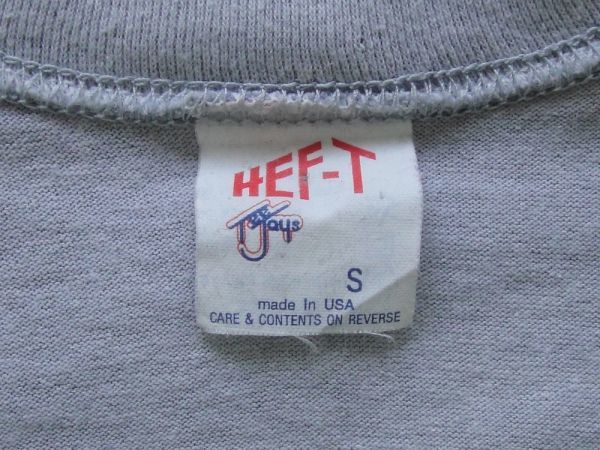 HEF-T
Tee Jays
S
made In USA
CARE & CONTENTS ON REVERSE